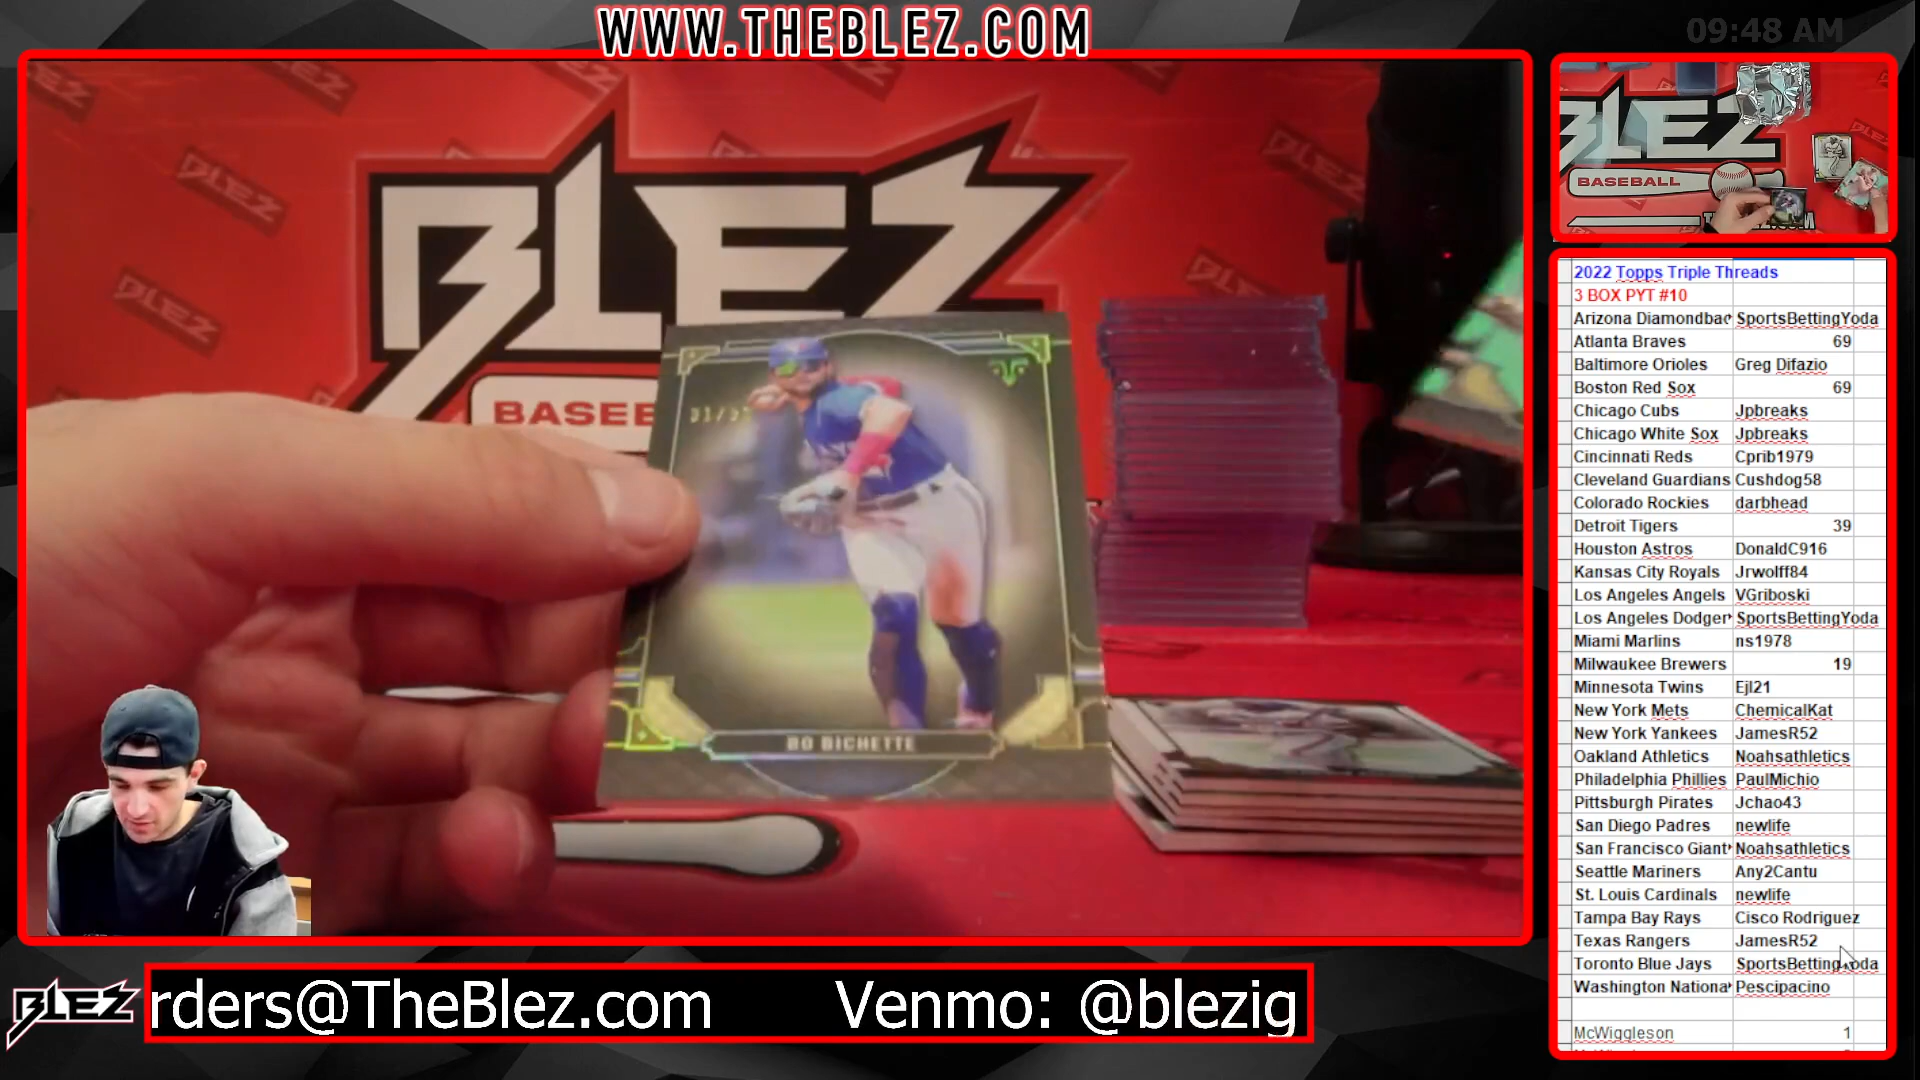 WWW.THEBLEZ.COM
09:48 AM
BLEZ
BLEZ
BLEZ
BLEZ
BLEZ
BASEB
BO BICHETTE
BLEZ
BASEBALL
2022 Topps Triple Threads
3 BOX PYT #10
Arizona Diamondbac SportsBettingYoda
Atlanta Braves 69
Baltimore Orioles Greg Difazio
Boston Red Sox 69
Chicago Cubs Jpbreaks
Chicago White Sox Jpbreaks
Cincinnati Reds Cprib1979
Cleveland Guardians Cushdog58
Colorado Rockies darbhead
Detroit Tigers 39
Houston Astros DonaldC916
Kansas City Royals Jrwolff84
Los Angeles Angels VGriboski
Los Angeles Dodger SportsBettingYoda
Miami Marlins ns1978
Milwaukee Brewers 19
Minnesota Twins Ejl21
New York Mets ChemicalKat
New York Yankees JamesR52
Oakland Athletics Noahsathletics
Philadelphia Phillies PaulMichio
Pittsburgh Pirates Jchao43
San Diego Padres newlife
San Francisco Giant Noahsathletics
Seattle Mariners Any2Cantu
St. Louis Cardinals newlife
Tampa Bay Rays Cisco Rodriguez
Texas Rangers JamesR52
Toronto Blue Jays SportsBettingYoda
Washington Nationa Pescipacino
McWiggleson 1
BLEZ
rders@TheBlez.com Venmo: @blezig